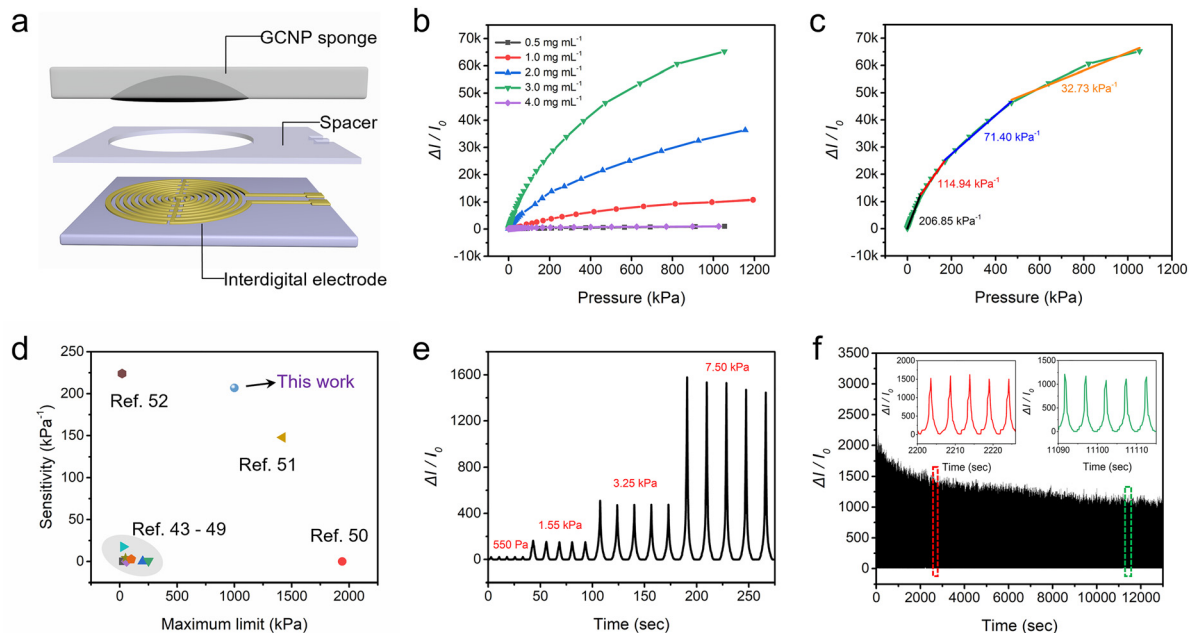 a
GCNP sponge
Spacer
Interdigital electrode
b
70k
60k
50k
40k
30k
20k
10k
0
-10k
ΔI / I₀
0.5 mg mL⁻¹
1.0 mg mL⁻¹
2.0 mg mL⁻¹
3.0 mg mL⁻¹
4.0 mg mL⁻¹
0 200 400 600 800 1000 1200
Pressure (kPa)
c
70k
60k
50k
40k
30k
20k
10k
0
-10k
ΔI / I₀
32.73 kPa⁻¹
71.40 kPa⁻¹
114.94 kPa⁻¹
206.85 kPa⁻¹
0 200 400 600 800 1000 1200
Pressure (kPa)
d
250
200
150
100
50
0
Sensitivity (kPa⁻¹)
This work
Ref. 52
Ref. 51
Ref. 43 - 49
Ref. 50
0 500 1000 1500 2000
Maximum limit (kPa)
e
1600
1200
800
400
0
ΔI / I₀
7.50 kPa
3.25 kPa
1.55 kPa
550 Pa
0 50 100 150 200 250
Time (sec)
f
3500
3000
2500
2000
1500
1000
500
0
ΔI / I₀
2000
1500
1000
500
0
ΔI / I₀
2200 2210 2220
Time (sec)
1500
1000
500
0
ΔI / I₀
11090 11100 11110
Time (sec)
0 2000 4000 6000 8000 10000 12000
Time (sec)